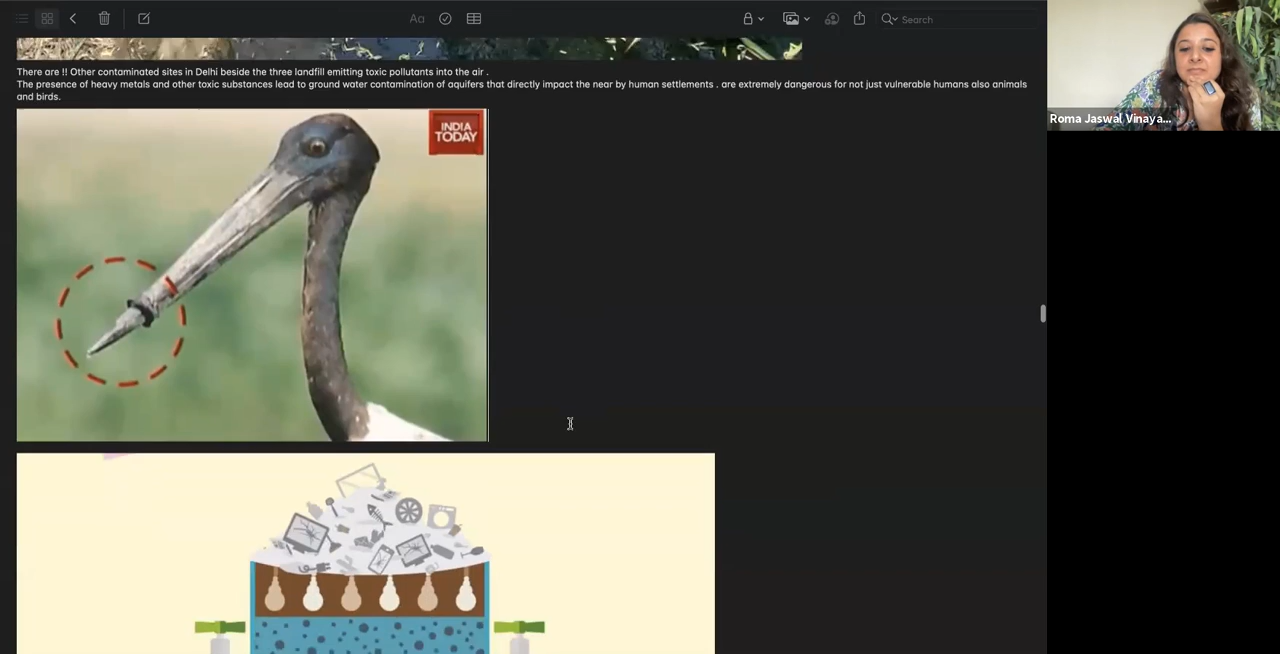 Aa
Search
There are !! Other contaminated sites in Delhi beside the three landfill emitting toxic pollutants into the air .
The presence of heavy metals and other toxic substances lead to ground water contamination of aquifers that directly impact the near by human settlements . are extremely dangerous for not just vulnerable humans also animals
and birds.
INDIA
TODAY
Roma Jaswal Vinaya...